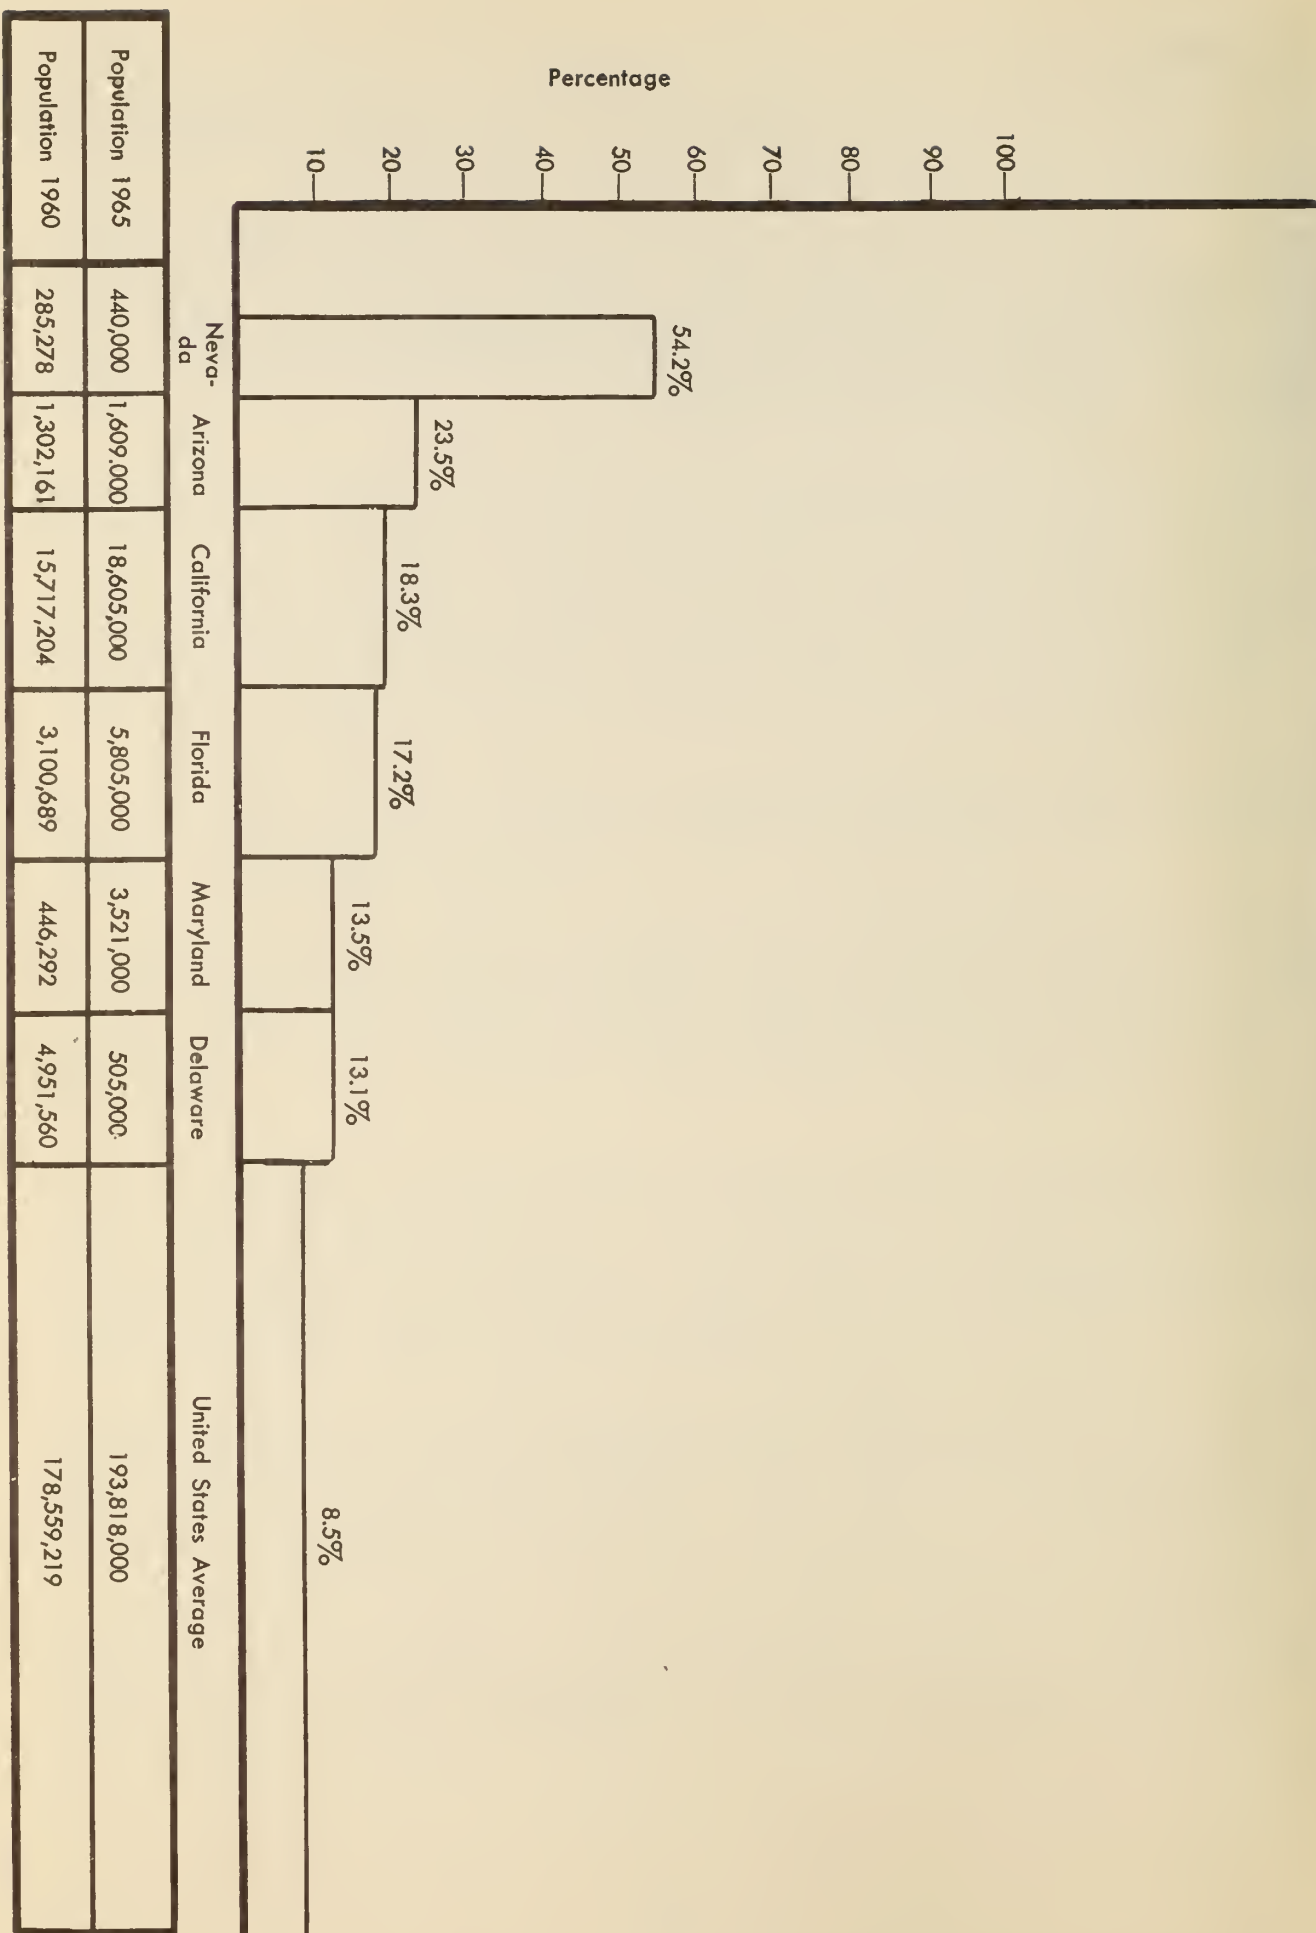 Percentage
100
90
80
70
60
50
40
30
20
10
54.2%
23.5%
18.3%
17.2%
13.5%
13.1%
8.5%
Neva-
da
Arizona
California
Florida
Maryland
Delaware
United States Average
Population 1965 440,000 1,609.000 18,605,000 5,805,000 3,521,000 505,000 193,818,000
Population 1960 285,278 1,302,161 15,717,204 3,100,689 446,292 4,951,560 178,559,219